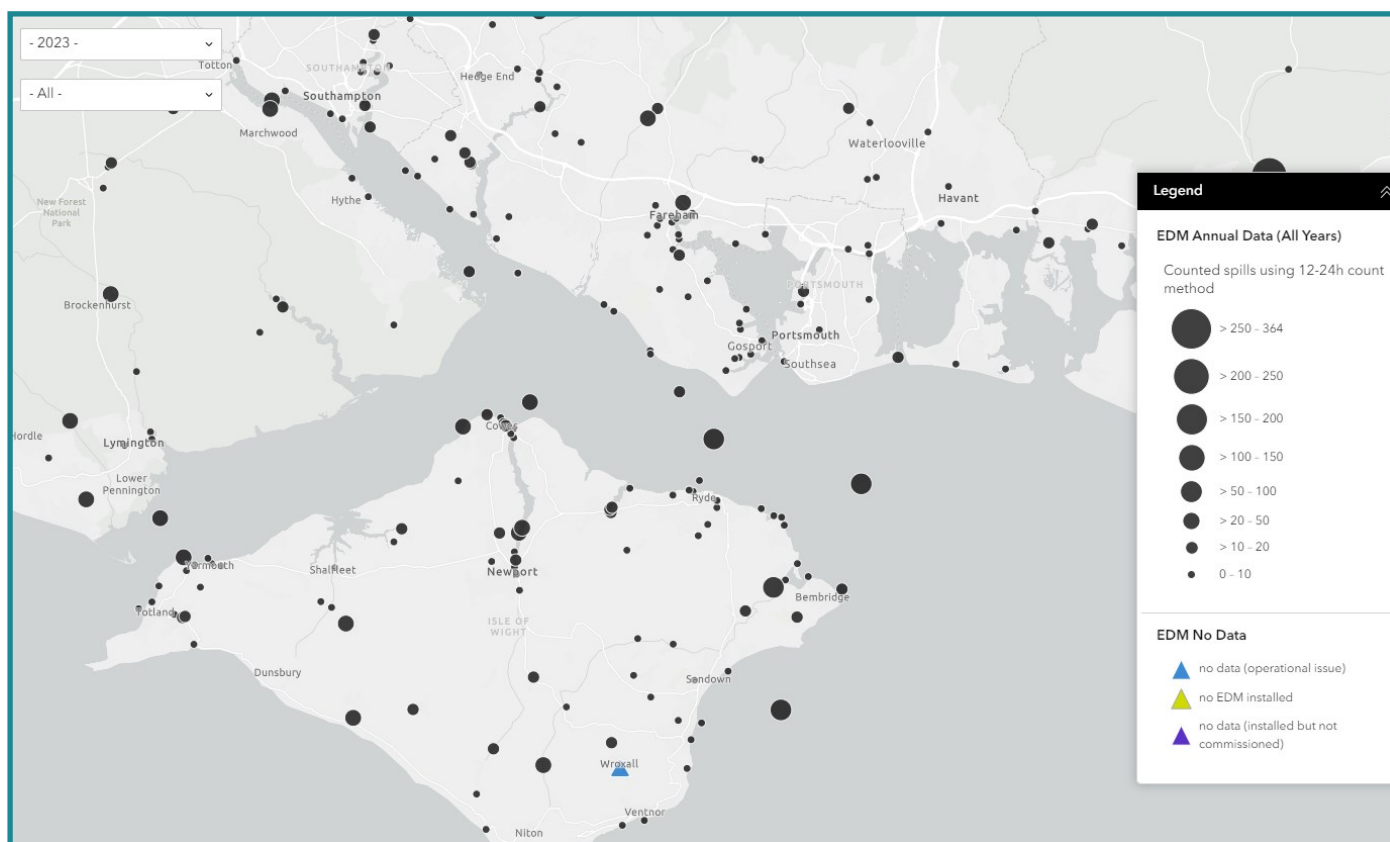 - 2023 -
- All -
Totton
SOUTHAMPTON
Southampton
Hedge End
Marchwood
Waterlooville
New Forest
National
Park
Hythe
Fareham
Havant
Brockenhurst
PORTSMOUTH
Portsmouth
Gosport
Southsea
Hordle
Lymington
Lower
Pennington
Cowes
Ryde
Yarmouth
Shalfleet
Newport
Totland
Bembridge
ISLE OF
WIGHT
Dunsbury
Sandown
Wroxall
Ventnor
Niton
Legend
EDM Annual Data (All Years)
Counted spills using 12-24h count
method
> 250 - 364
> 200 - 250
> 150 - 200
> 100 - 150
> 50 - 100
> 20 - 50
> 10 - 20
0 - 10
EDM No Data
no data (operational issue)
no EDM installed
no data (installed but not
commissioned)